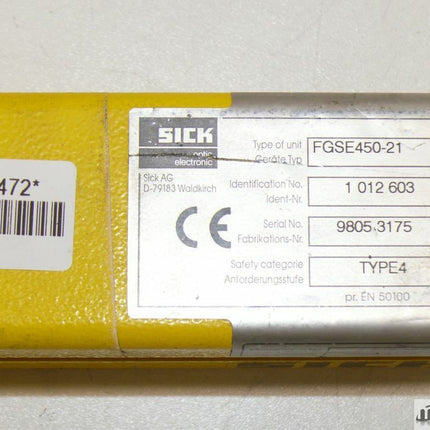 472*
SICK
optic
electronic
Sick AG
D-79183 Waldkirch
Type of unit
Geräte Typ
FGSE450-21
Identification No.
Ident-Nr.
1 012 603
Serial No.
Fabrikations-Nr.
9805 3175
Safety categorie
Anforderungsstufe
TYPE4
pr. EN 50100
CE